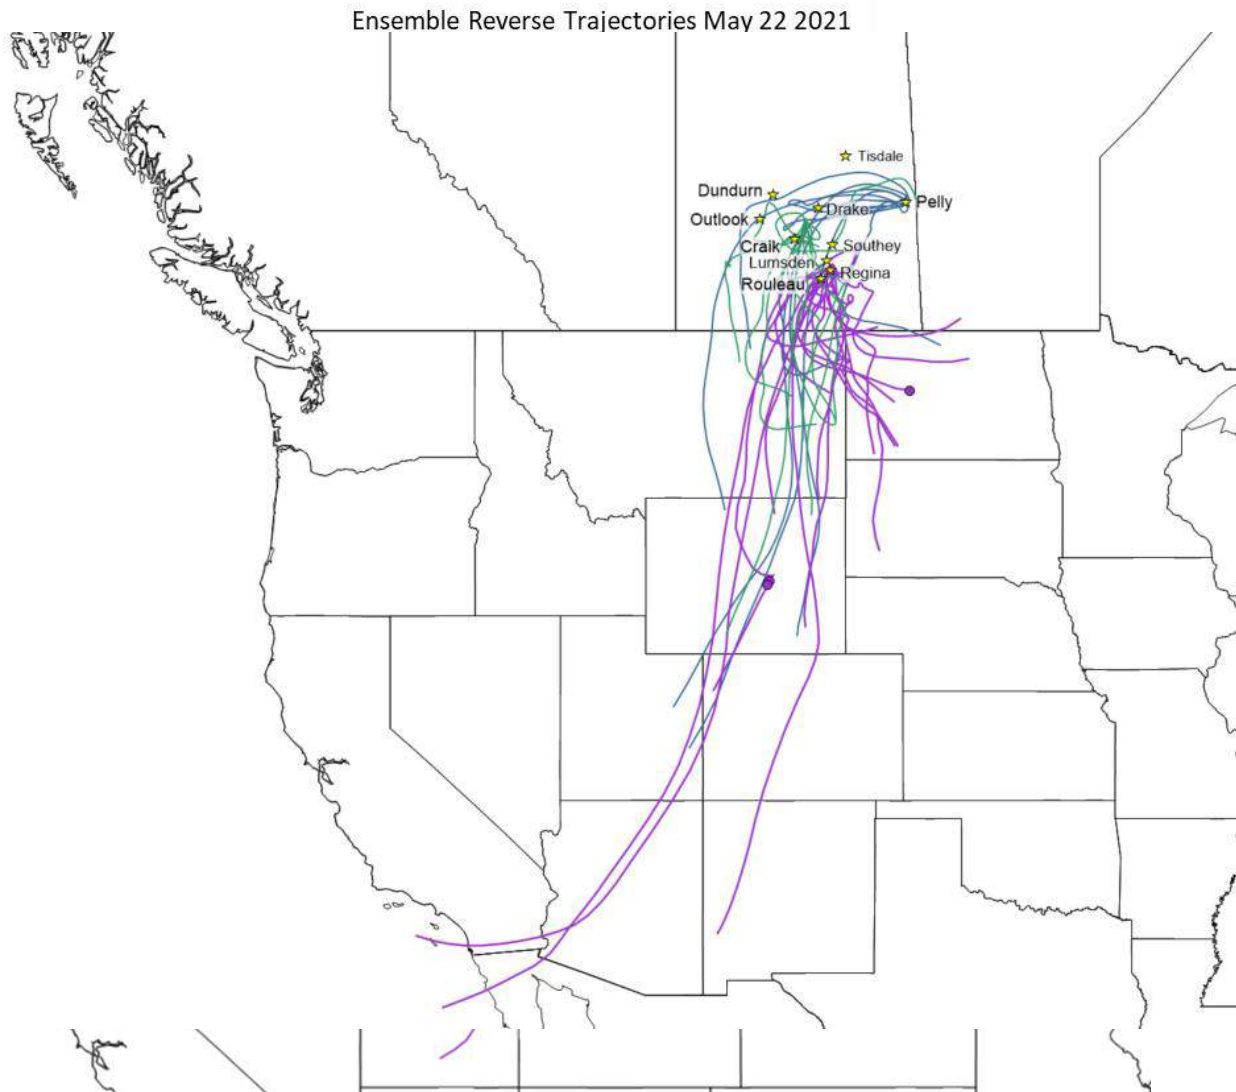 Ensemble Reverse Trajectories May 22 2021
Tisdale
Dundurn
Pelly
Outlook
Drake
Craik
Southey
Lumsden
Regina
Rouleau